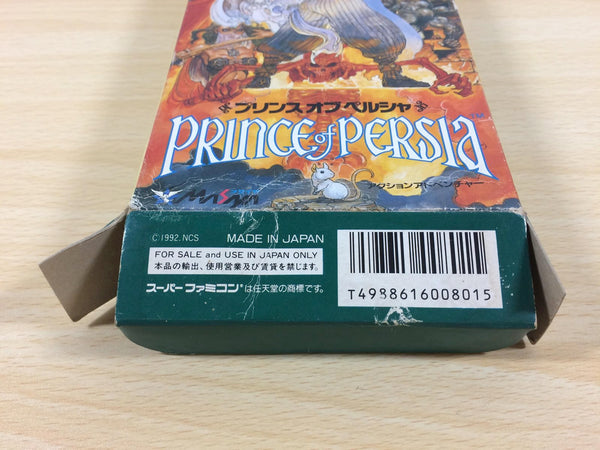 プリンスオブペルシャ
PRINCE of PERSIA
TM
MASAYA
アクションアドベンチャー
C 1992. NCS MADE IN JAPAN
FOR SALE and USE IN JAPAN ONLY
本品の輸出、使用営業及び賃貸を禁じます。
スーパーファミコン®は任天堂の商標です。
T4988616008015